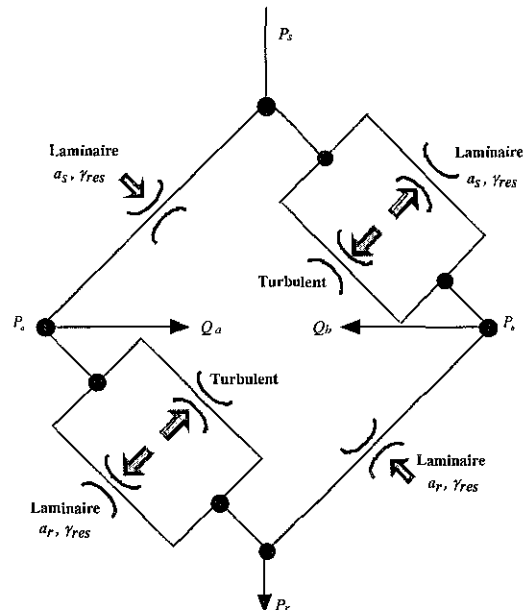 P_s
Laminaire
a_s, γ_res
Laminaire
a_s, γ_res
Turbulent
P_a
Q_a
Q_b
P_b
Turbulent
Laminaire
a_r, γ_res
Laminaire
a_r, γ_res
P_r